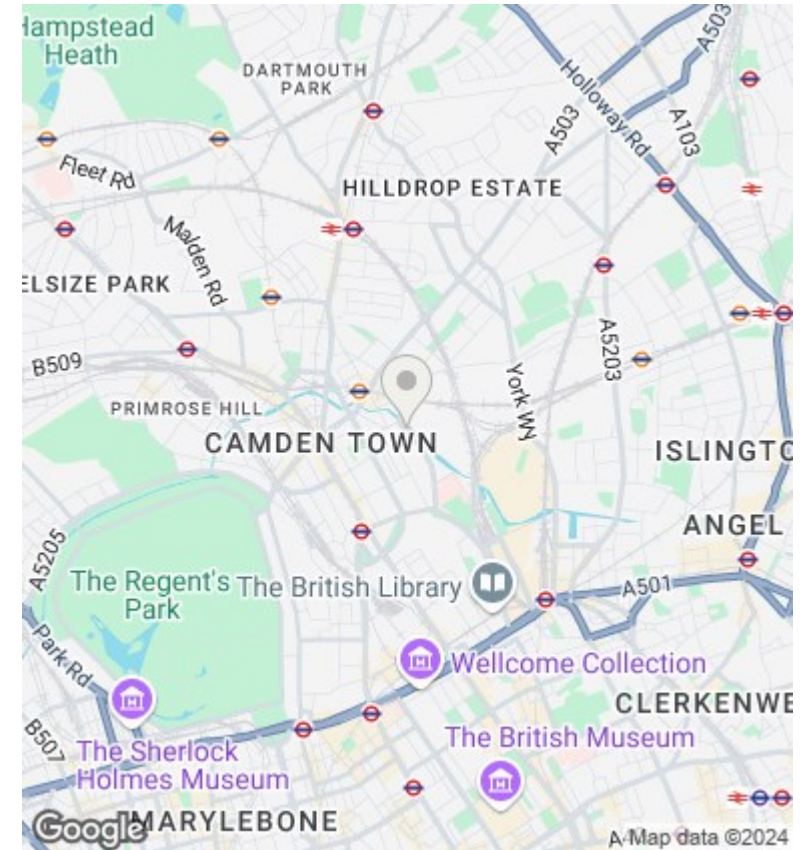 Hampstead
Heath
DARTMOUTH
PARK
A503
Holloway Rd
A503
A103
Fleet Rd
HILLDROP ESTATE
Malden Rd
ELSIZE PARK
A5203
B509
York Wy
PRIMROSE HILL
CAMDEN TOWN
ISLINGTO
ANGEL
A5205
The Regent's
Park
The British Library
A501
Park Rd
Wellcome Collection
CLERKENWE
B507
The Sherlock
Holmes Museum
The British Museum
MARYLEBONE
Google
Map data ©2024